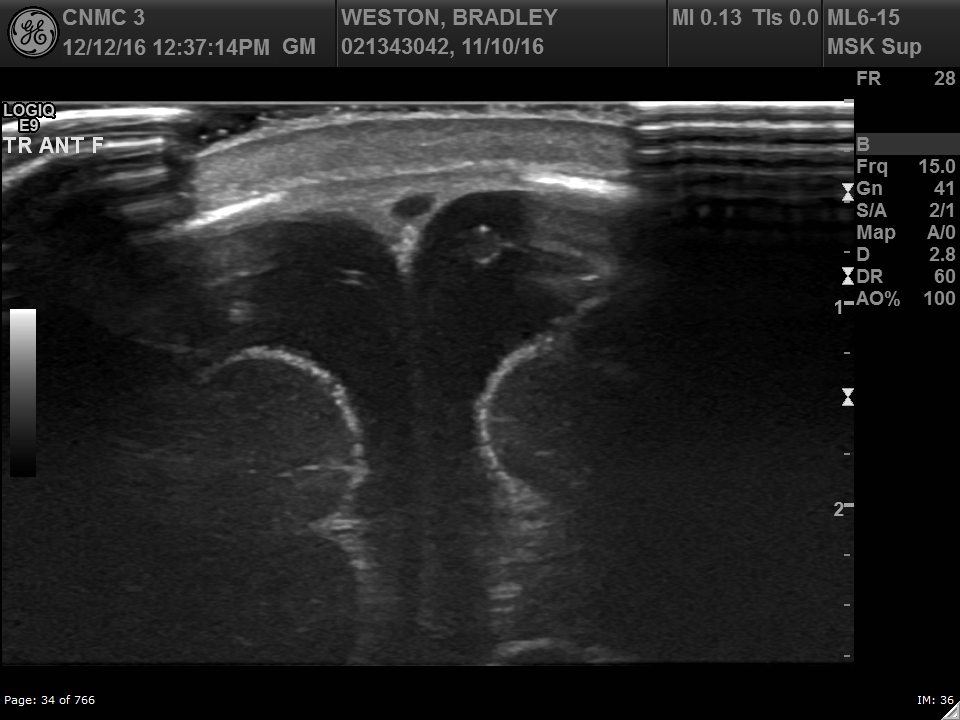 CNMC 3
12/12/16 12:37:14PM GM
WESTON, BRADLEY
021343042, 11/10/16
MI 0.13 TIs 0.0
ML6-15
MSK Sup
FR 28
LOGIQ
E9
TR ANT F
B
Frq 15.0
Gn 41
S/A 2/1
Map A/0
D 2.8
DR 60
AO% 100
1
2
Page: 34 of 766
IM: 36